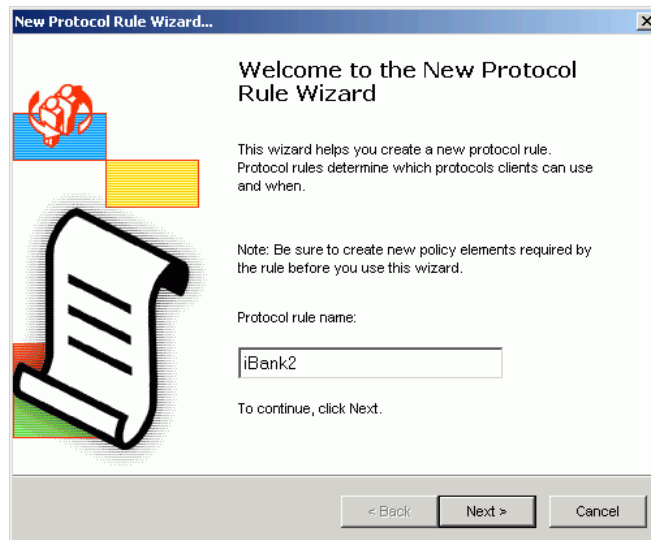 New Protocol Rule Wizard...
Welcome to the New Protocol
Rule Wizard
This wizard helps you create a new protocol rule.
Protocol rules determine which protocols clients can use
and when.
Note: Be sure to create new policy elements required by
the rule before you use this wizard.
Protocol rule name:
iBank2
To continue, click Next.
< Back
Next >
Cancel